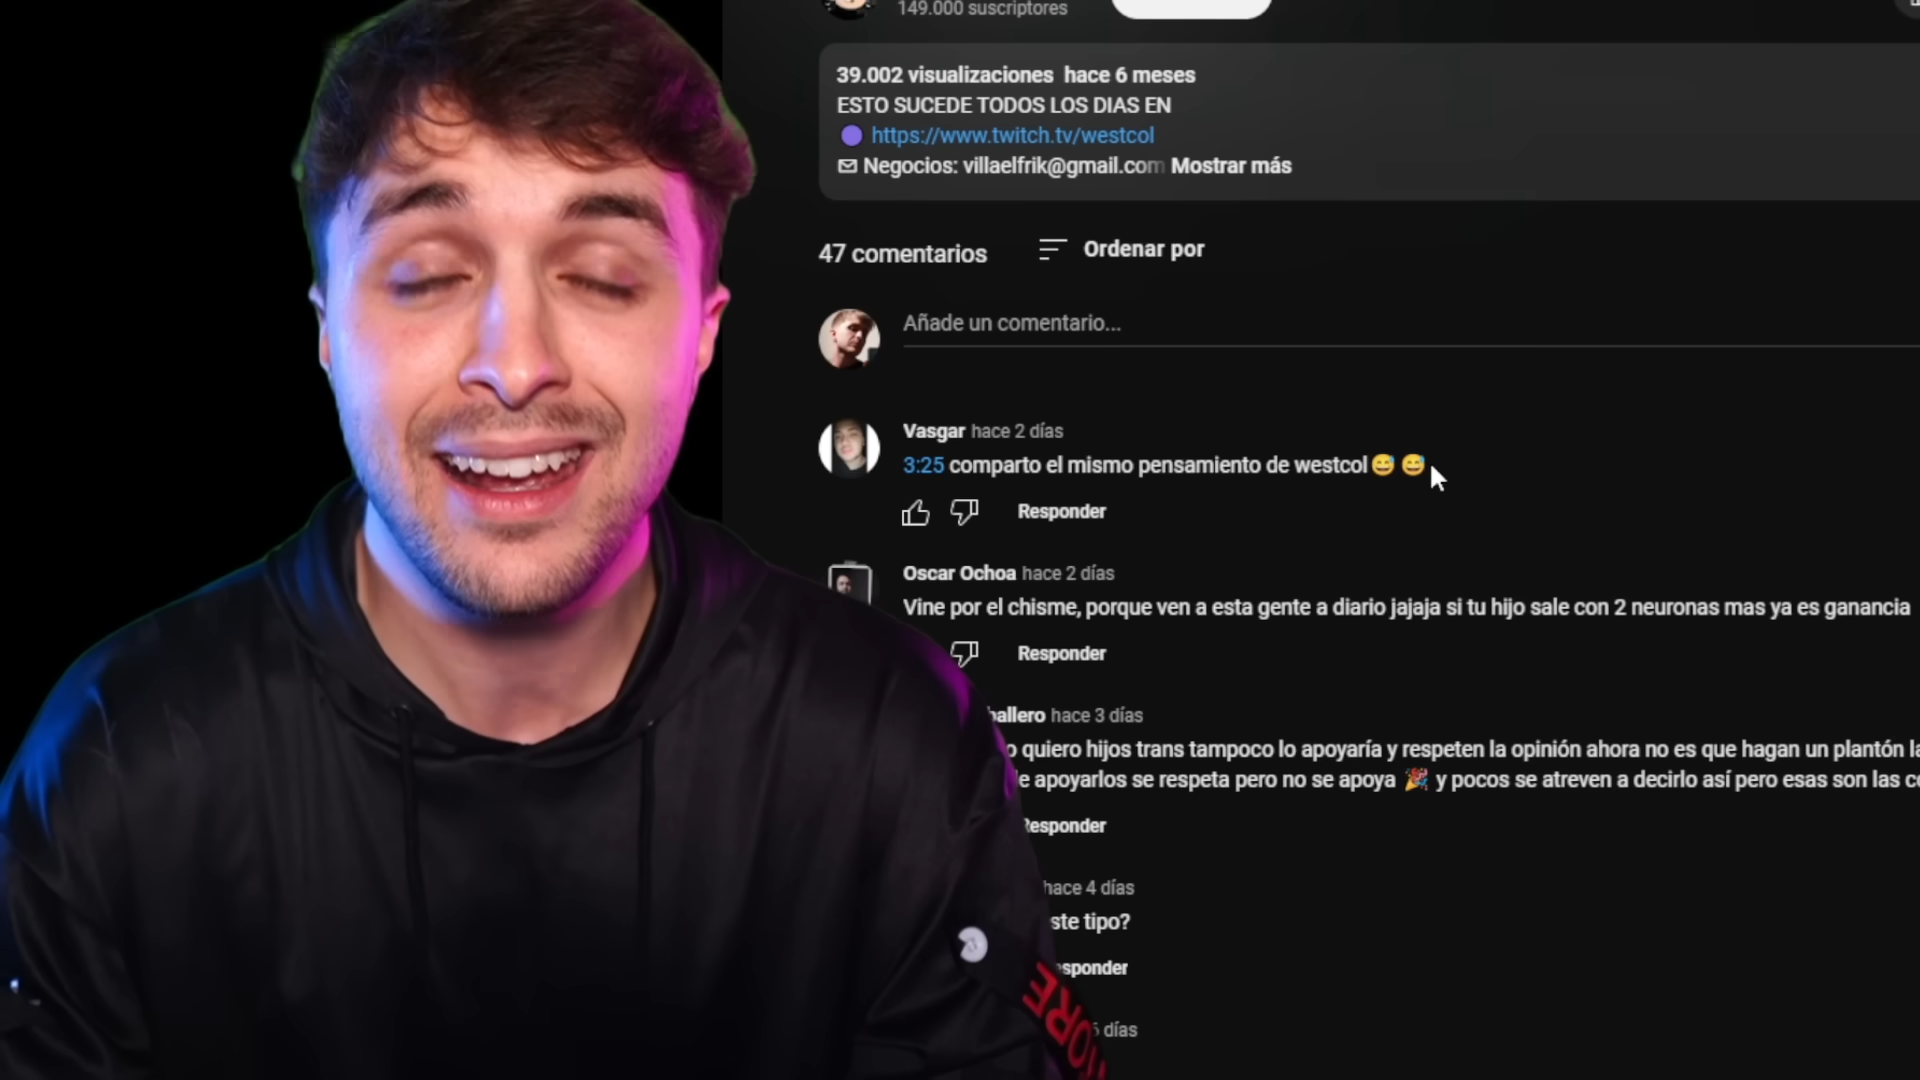 149.000 suscriptores
39.002 visualizaciones hace 6 meses
ESTO SUCEDE TODOS LOS DIAS EN
https://www.twitch.tv/westcol
Negocios: villaelfrik@gmail.com Mostrar más
47 comentarios
Ordenar por
Añade un comentario...
Vasgar hace 2 días
3:25 comparto el mismo pensamiento de westcol😅 😅
Responder
Oscar Ochoa hace 2 días
Vine por el chisme, porque ven a esta gente a diario jajaja si tu hijo sale con 2 neuronas mas ya es ganancia
Responder
ballero hace 3 días
o quiero hijos trans tampoco lo apoyaría y respeten la opinión ahora no es que hagan un plantón la
e apoyarlos se respeta pero no se apoya 🎉 y pocos se atreven a decirlo así pero esas son las co
Responder
hace 4 días
ste tipo?
sponder
días